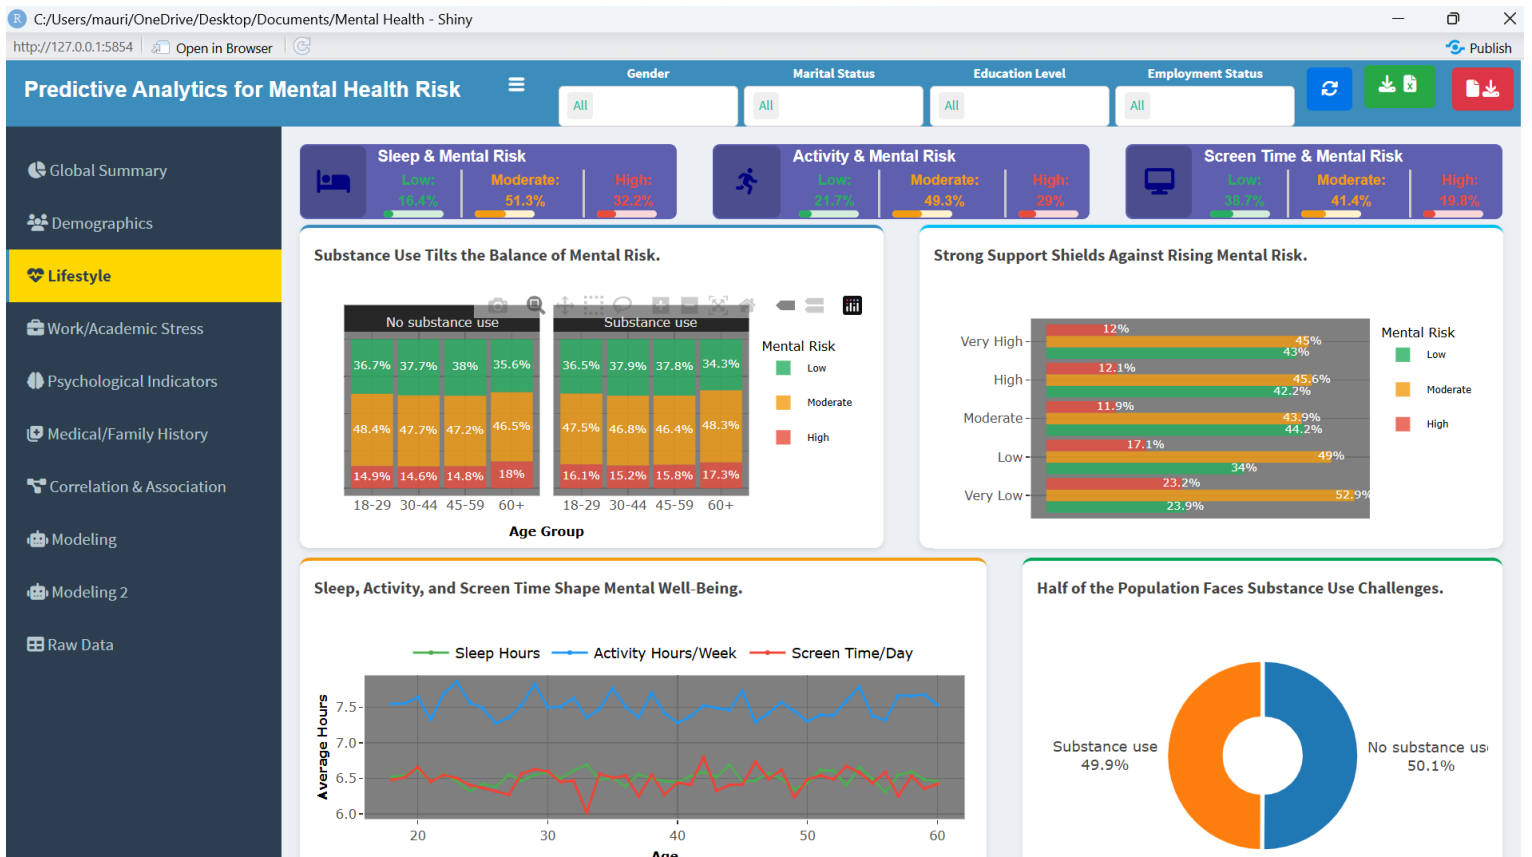 C:/Users/mauri/OneDrive/Desktop/Documents/Mental Health - Shiny
http://127.0.0.1:5854 Open in Browser Publish
Predictive Analytics for Mental Health Risk
Gender Marital Status Education Level Employment Status
All All All All
Global Summary
Demographics
Lifestyle
Work/Academic Stress
Psychological Indicators
Medical/Family History
Correlation & Association
Modeling
Modeling 2
Raw Data
Sleep & Mental Risk
Low: Moderate: High:
16.4% 51.3% 32.2%
Activity & Mental Risk
Low: Moderate: High:
21.7% 49.3% 29%
Screen Time & Mental Risk
Low: Moderate: High:
38.7% 41.4% 19.8%
Substance Use Tilts the Balance of Mental Risk.
No substance use Substance use
36.7% 37.7% 38% 35.6% 36.5% 37.9% 37.8% 34.3%
48.4% 47.7% 47.2% 46.5% 47.5% 46.8% 46.4% 48.3%
14.9% 14.6% 14.8% 18% 16.1% 15.2% 15.8% 17.3%
18-29 30-44 45-59 60+ 18-29 30-44 45-59 60+
Age Group
Mental Risk
Low
Moderate
High
Strong Support Shields Against Rising Mental Risk.
12%
Very High 45%
43%
12.1%
High 45.6%
42.2%
11.9%
Moderate 43.9%
44.2%
17.1%
Low 49%
34%
23.2%
Very Low 52.9%
23.9%
Mental Risk
Low
Moderate
High
Sleep, Activity, and Screen Time Shape Mental Well-Being.
Sleep Hours Activity Hours/Week Screen Time/Day
Average Hours
7.5
7.0
6.5
6.0
20 30 40 50 60
Age
Half of the Population Faces Substance Use Challenges.
Substance use
49.9%
No substance us
50.1%